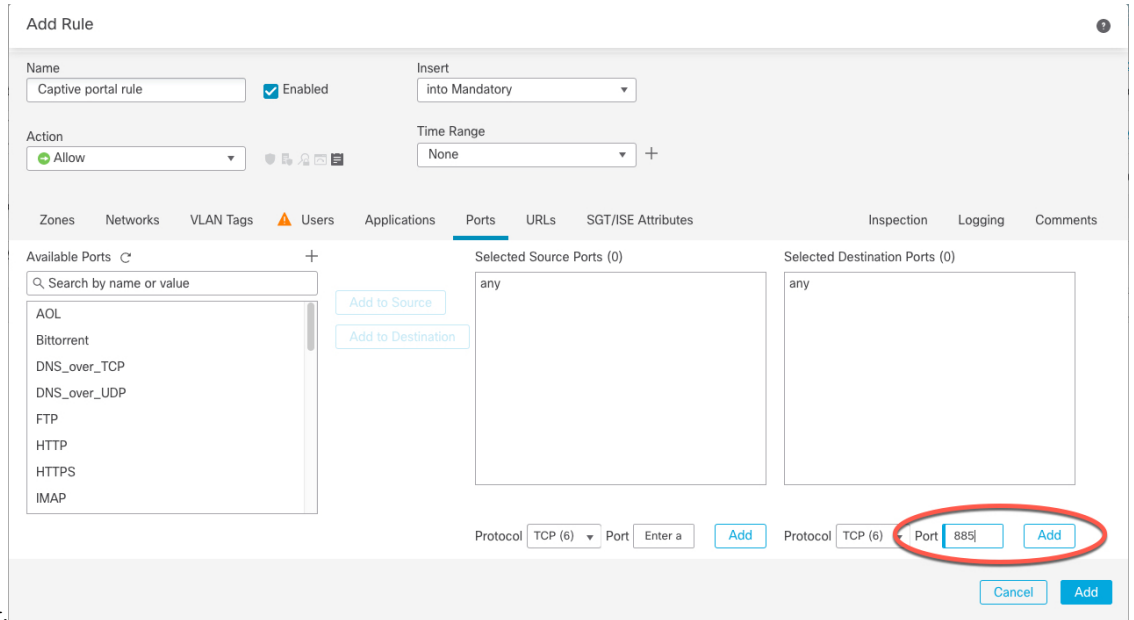 Add Rule
Name
Insert
Captive portal rule
Enabled
into Mandatory
Action
Time Range
Allow
None
Zones Networks VLAN Tags Users Applications Ports URLs SGT/ISE Attributes Inspection Logging Comments
Available Ports
Selected Source Ports (0)
Selected Destination Ports (0)
Search by name or value
any
any
Add to Source
Add to Destination
AOL
Bittorrent
DNS_over_TCP
DNS_over_UDP
FTP
HTTP
HTTPS
IMAP
Protocol TCP (6) Port Enter a Add
Protocol TCP (6) Port 885 Add
Cancel Add